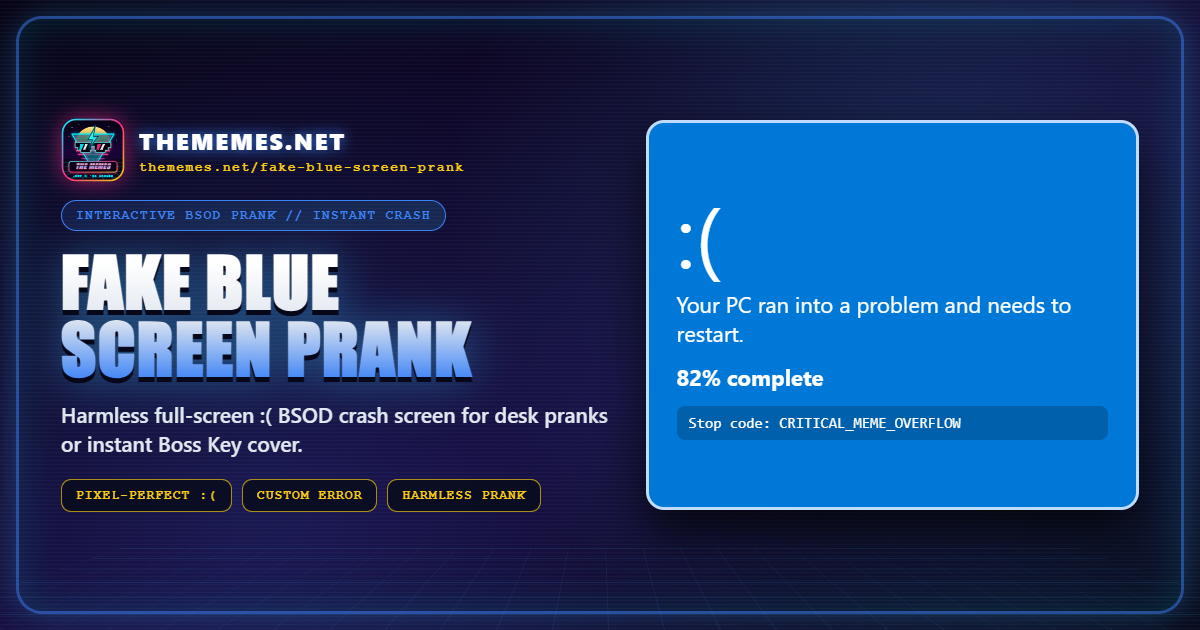 THEMEMES.NET
thememes.net/fake-blue-screen-prank
INTERACTIVE BSOD PRANK // INSTANT CRASH
FAKE BLUE
SCREEN PRANK
Harmless full-screen :( BSOD crash screen for desk pranks
or instant Boss Key cover.
PIXEL-PERFECT :(
CUSTOM ERROR
HARMLESS PRANK
:(
Your PC ran into a problem and needs to
restart.
82% complete
Stop code: CRITICAL_MEME_OVERFLOW